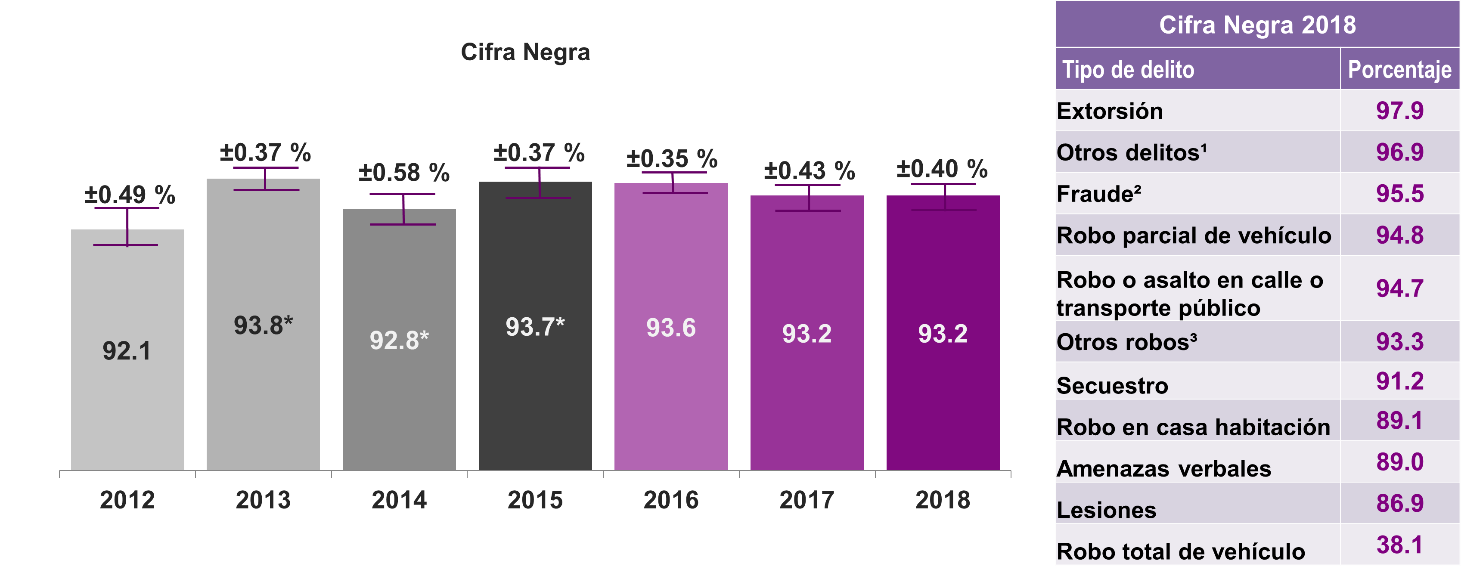 Cifra Negra
±0.49 %
±0.37 %
±0.58 %
±0.37 %
±0.35 %
±0.43 %
±0.40 %
92.1
93.8*
92.8*
93.7*
93.6
93.2
93.2
2012
2013
2014
2015
2016
2017
2018
Cifra Negra 2018
Tipo de delito Porcentaje
Extorsión 97.9
Otros delitos¹ 96.9
Fraude² 95.5
Robo parcial de vehículo 94.8
Robo o asalto en calle o
transporte público 94.7
Otros robos³ 93.3
Secuestro 91.2
Robo en casa habitación 89.1
Amenazas verbales 89.0
Lesiones 86.9
Robo total de vehículo 38.1